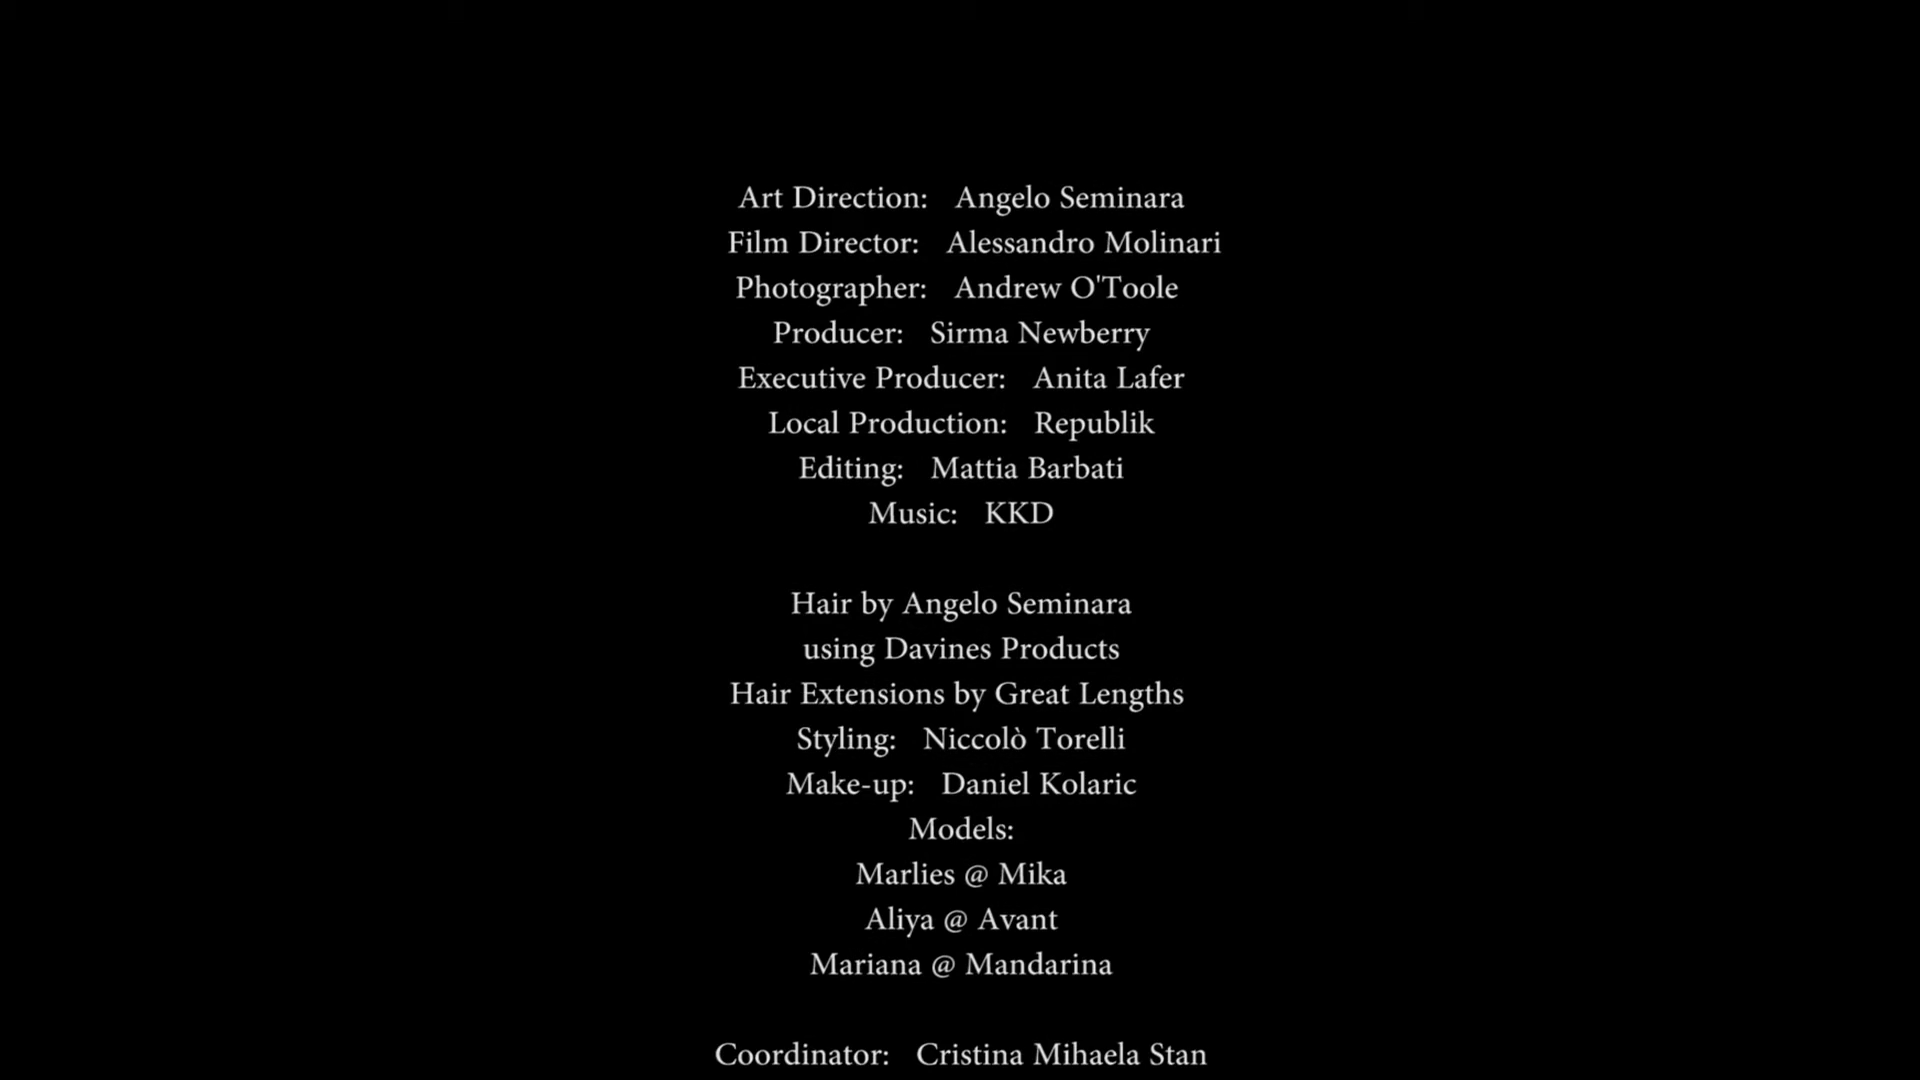 Art Direction: Angelo Seminara
Film Director: Alessandro Molinari
Photographer: Andrew O'Toole
Producer: Sirma Newberry
Executive Producer: Anita Lafer
Local Production: Republik
Editing: Mattia Barbati
Music: KKD
Hair by Angelo Seminara
using Davines Products
Hair Extensions by Great Lengths
Styling: Niccolò Torelli
Make-up: Daniel Kolaric
Models:
Marlies @ Mika
Aliya @ Avant
Mariana @ Mandarina
Coordinator: Cristina Mihaela Stan